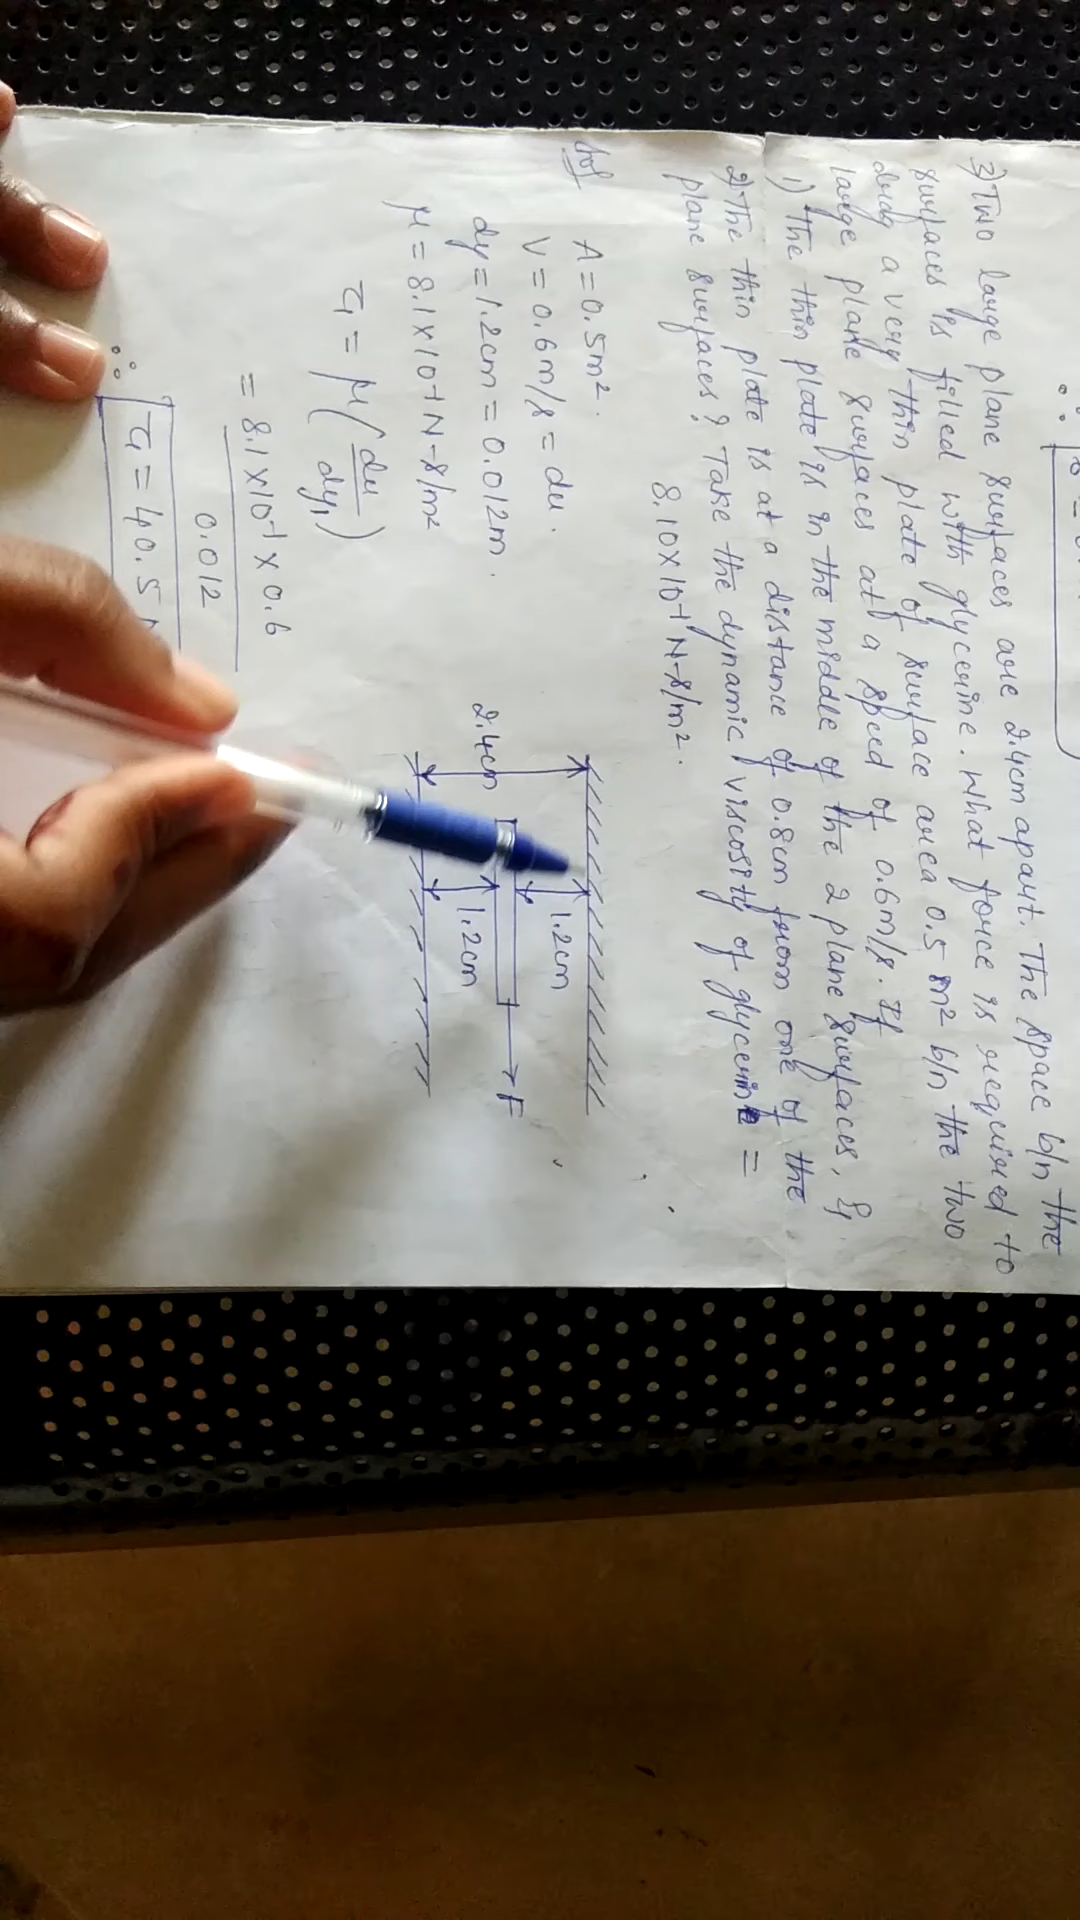 3) Two large plane surfaces are 2.4cm apart. The space b/n the
surfaces is filled with glycerine. What force is required to
drag a very thin plate of surface area 0.5 m² b/n the two
large plane surfaces at a speed of 0.6m/s. If
1) The thin plate is in the middle of the 2 plane surfaces, &
2) The thin plate is at a distance of 0.8cm from one of the
plane surfaces? Take the dynamic viscosity of glycerine =
8.10×10⁻¹ N-s/m².
Sol
A = 0.5m².
V = 0.6m/s = du.
dy = 1.2cm = 0.012m.
μ = 8.1×10⁻¹ N-s/m²
2.4cm
1.2cm
1.2cm
F
τ₁ = μ(du/dy₁)
= 8.1×10⁻¹ × 0.6
0.012
∴ τ₁ = 40.5